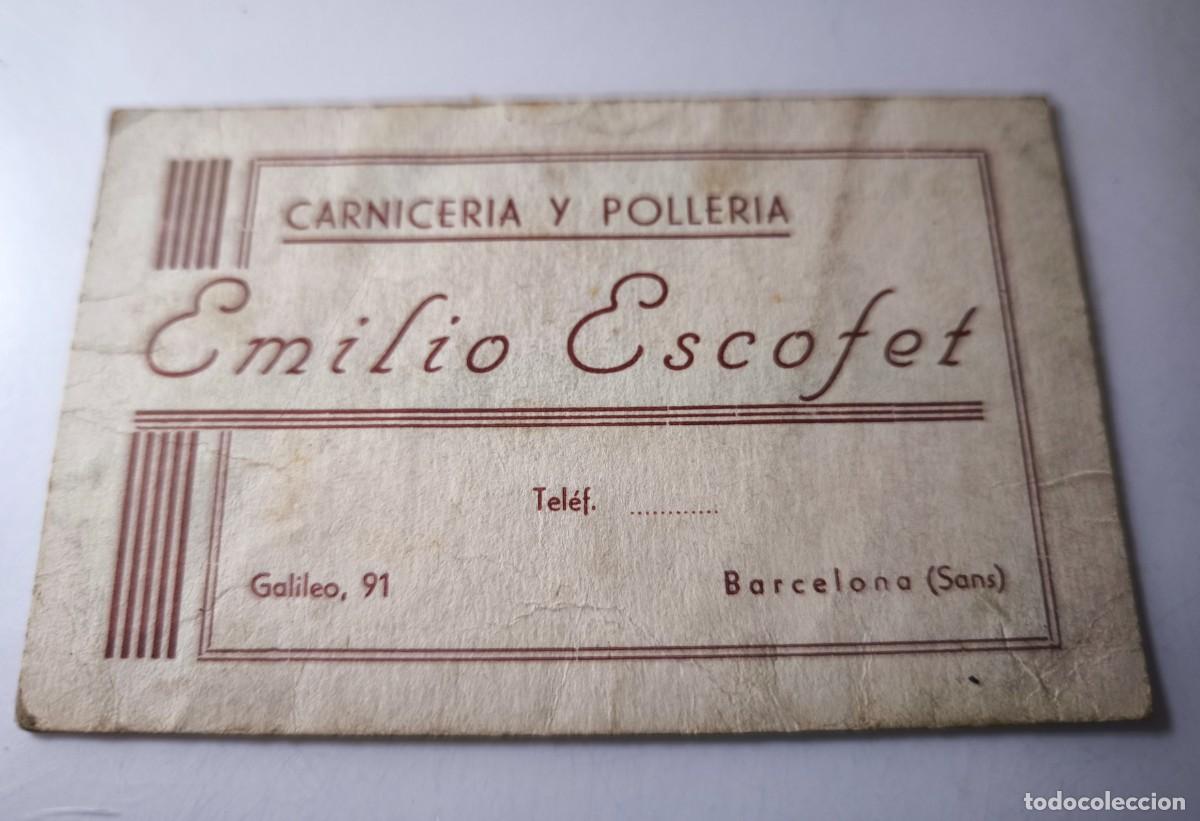 CARNICERIA Y POLLERIA
Emilio Escofet
Teléf. ............
Galileo, 91
Barcelona (Sans)
todocoleccion